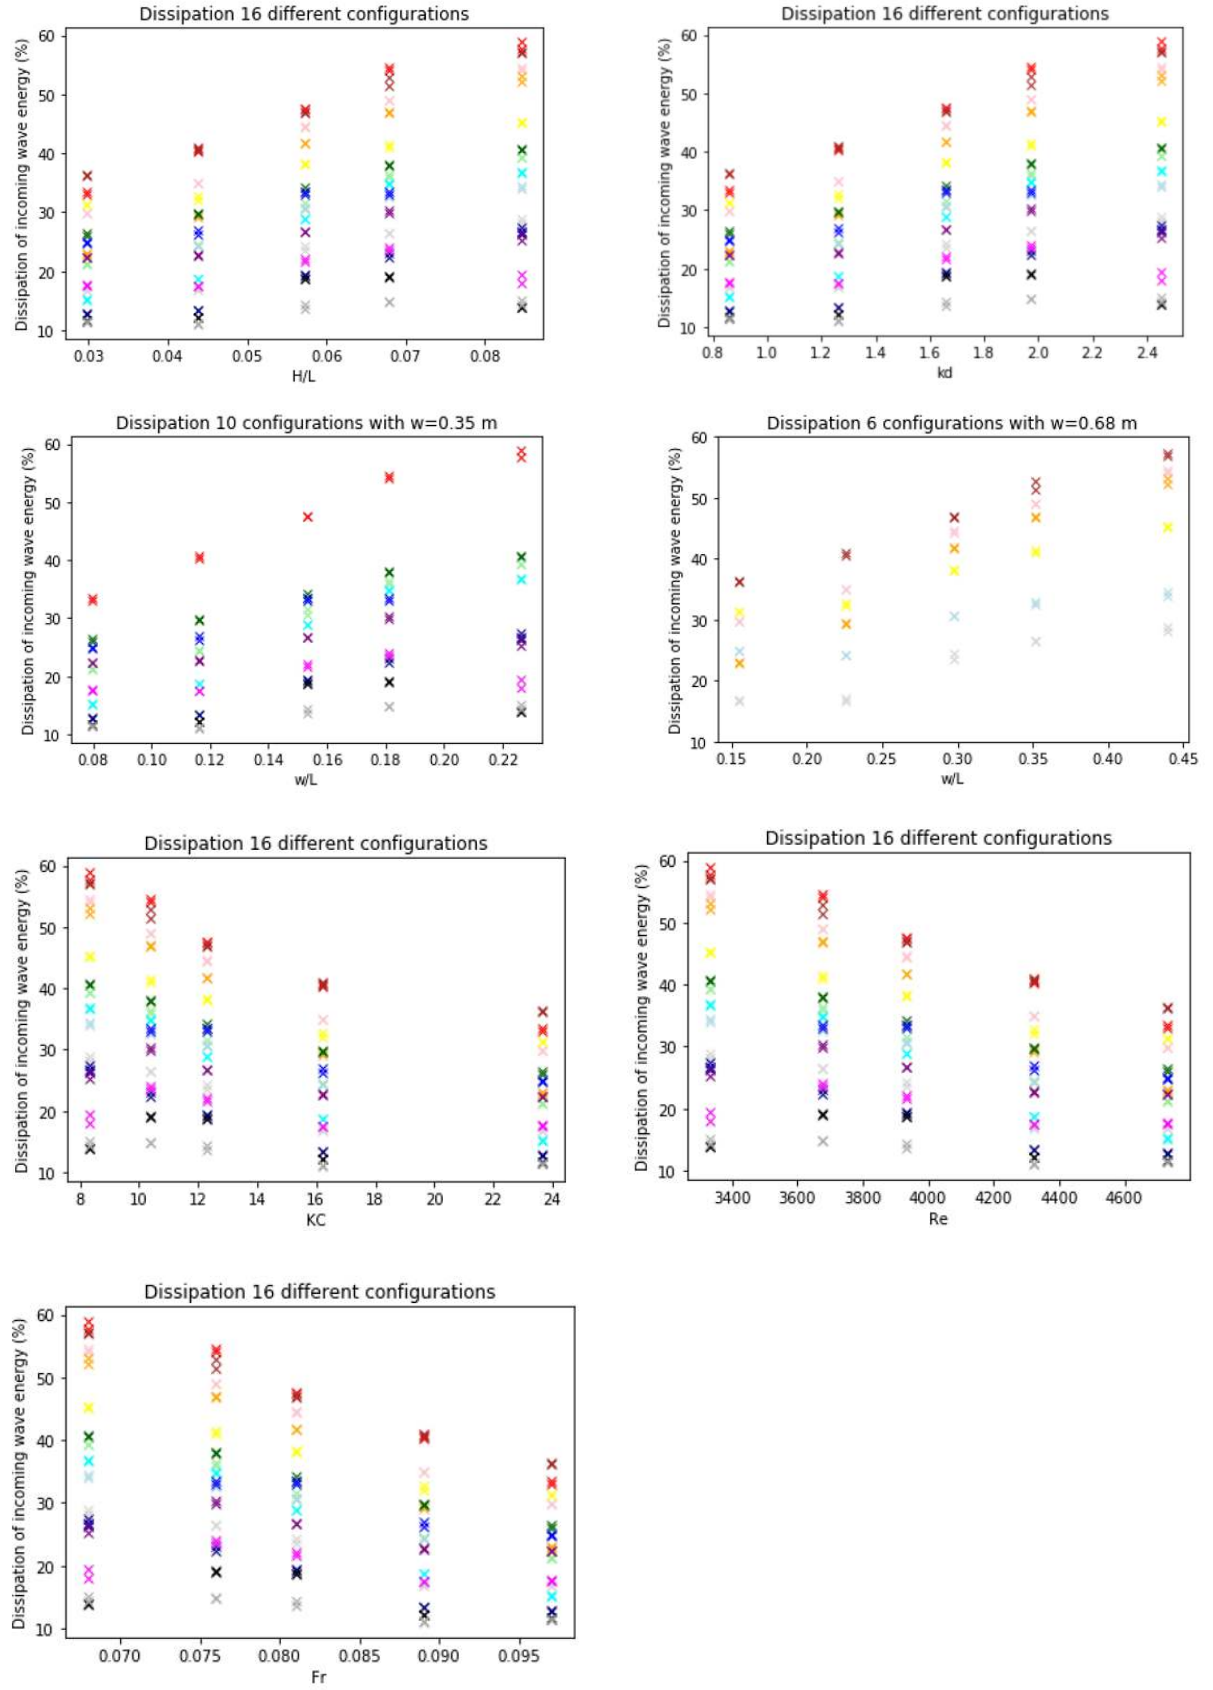 Dissipation 16 different configurations
Dissipation of incoming wave energy (%)
60
50
40
30
20
10
0.03 0.04 0.05 0.06 0.07 0.08
H/L
Dissipation 16 different configurations
Dissipation of incoming wave energy (%)
60
50
40
30
20
10
0.8 1.0 1.2 1.4 1.6 1.8 2.0 2.2 2.4
kd
Dissipation 10 configurations with w=0.35 m
Dissipation of incoming wave energy (%)
60
50
40
30
20
10
0.08 0.10 0.12 0.14 0.16 0.18 0.20 0.22
w/L
Dissipation 6 configurations with w=0.68 m
Dissipation of incoming wave energy (%)
60
50
40
30
20
10
0.15 0.20 0.25 0.30 0.35 0.40 0.45
w/L
Dissipation 16 different configurations
Dissipation of incoming wave energy (%)
60
50
40
30
20
10
8 10 12 14 16 18 20 22 24
KC
Dissipation 16 different configurations
Dissipation of incoming wave energy (%)
60
50
40
30
20
10
3400 3600 3800 4000 4200 4400 4600
Re
Dissipation 16 different configurations
Dissipation of incoming wave energy (%)
60
50
40
30
20
10
0.070 0.075 0.080 0.085 0.090 0.095
Fr